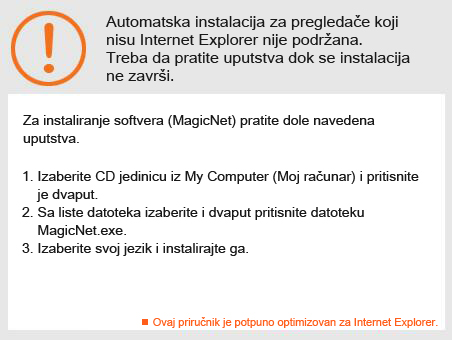 Automatska instalacija za pregledače koji
nisu Internet Explorer nije podržana.
Treba da pratite uputstva dok se instalacija
ne završi.
Za instaliranje softvera (MagicNet) pratite dole navedena
uputstva.
1. Izaberite CD jedinicu iz My Computer (Moj računar) i pritisnite
je dvaput.
2. Sa liste datoteka izaberite i dvaput pritisnite datoteku
MagicNet.exe.
3. Izaberite svoj jezik i instalirajte ga.
Ovaj priručnik je potpuno optimizovan za Internet Explorer.